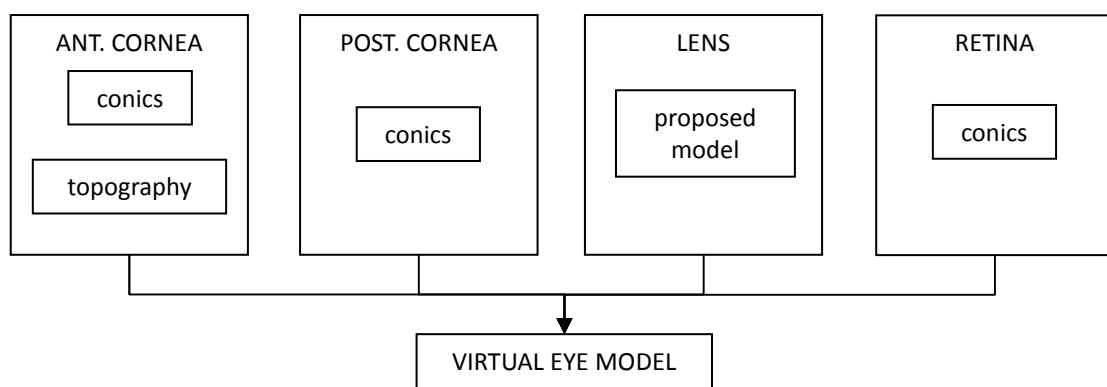 ANT. CORNEA
conics
topography
POST. CORNEA
conics
LENS
proposed
model
RETINA
conics
VIRTUAL EYE MODEL